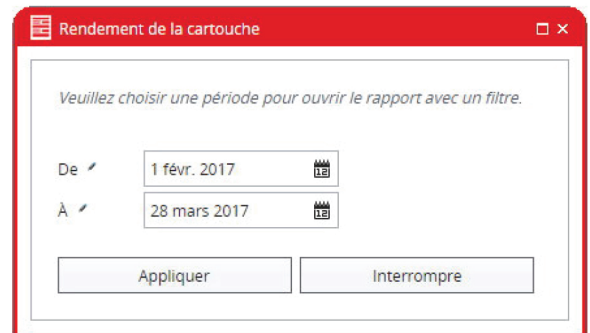 Rendement de la cartouche
Veuillez choisir une période pour ouvrir le rapport avec un filtre.
De 1 févr. 2017
À 28 mars 2017
Appliquer Interrompre